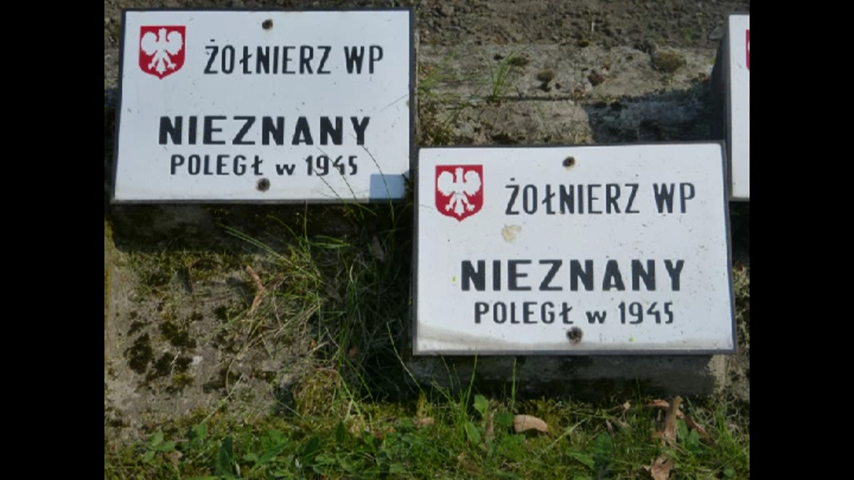 ŻOŁNIERZ WP
NIEZNANY
POLEGŁ w 1945
ŻOŁNIERZ WP
NIEZNANY
POLEGŁ w 1945